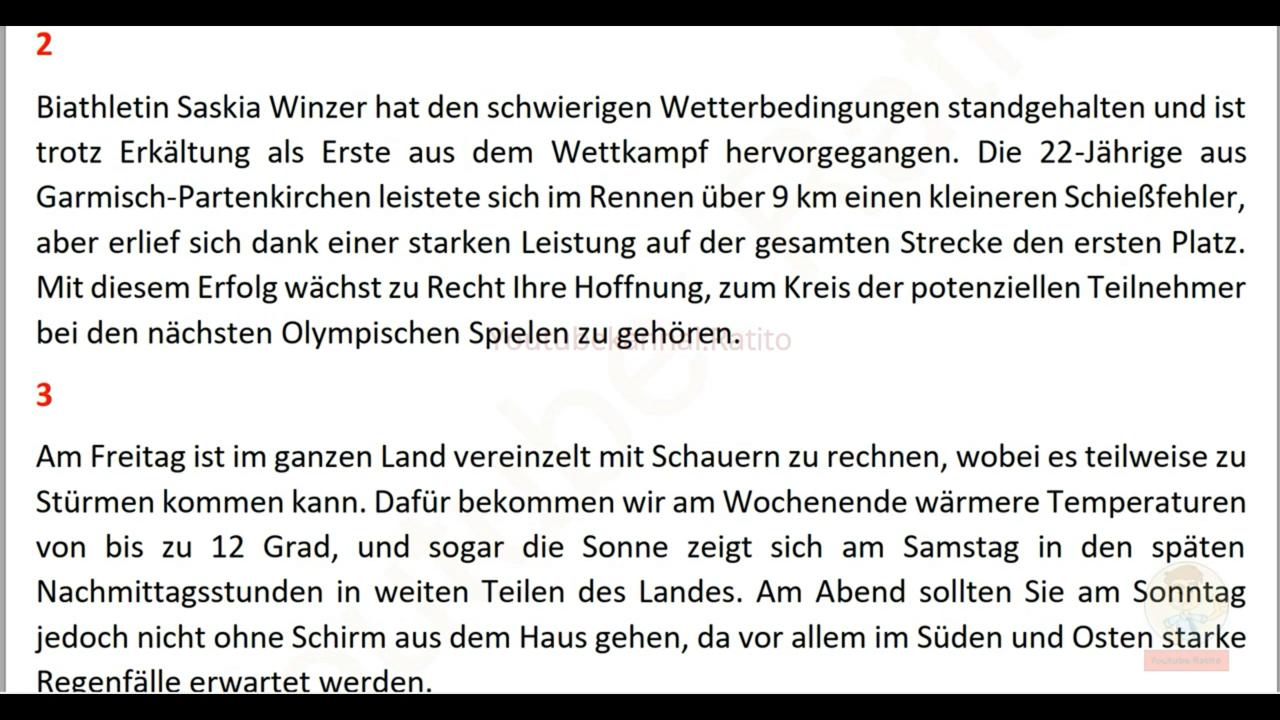 2
Biathletin Saskia Winzer hat den schwierigen Wetterbedingungen standgehalten und ist
trotz Erkältung als Erste aus dem Wettkampf hervorgegangen. Die 22-Jährige aus
Garmisch-Partenkirchen leistete sich im Rennen über 9 km einen kleineren Schießfehler,
aber erlief sich dank einer starken Leistung auf der gesamten Strecke den ersten Platz.
Mit diesem Erfolg wächst zu Recht Ihre Hoffnung, zum Kreis der potenziellen Teilnehmer
bei den nächsten Olympischen Spielen zu gehören.
3
Am Freitag ist im ganzen Land vereinzelt mit Schauern zu rechnen, wobei es teilweise zu
Stürmen kommen kann. Dafür bekommen wir am Wochenende wärmere Temperaturen
von bis zu 12 Grad, und sogar die Sonne zeigt sich am Samstag in den späten
Nachmittagsstunden in weiten Teilen des Landes. Am Abend sollten Sie am Sonntag
jedoch nicht ohne Schirm aus dem Haus gehen, da vor allem im Süden und Osten starke
Regenfälle erwartet werden.
Youtube:Ratito